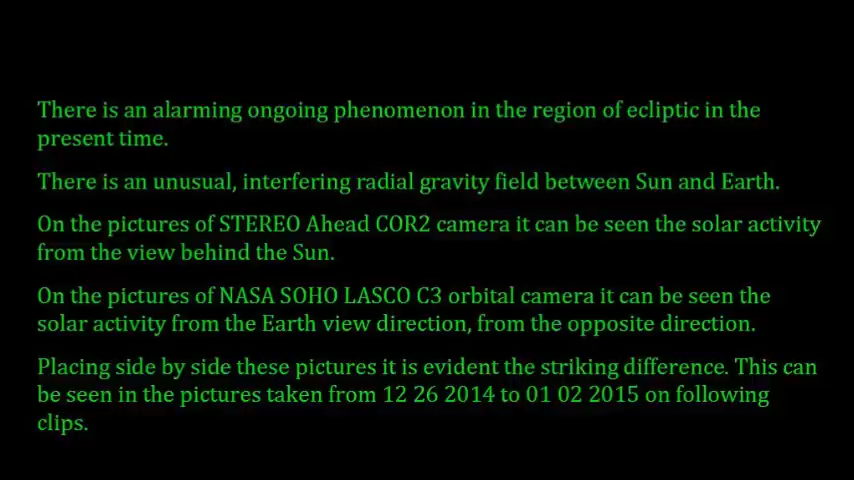 There is an alarming ongoing phenomenon in the region of ecliptic in the
present time.
There is an unusual, interfering radial gravity field between Sun and Earth.
On the pictures of STEREO Ahead COR2 camera it can be seen the solar activity
from the view behind the Sun.
On the pictures of NASA SOHO LASCO C3 orbital camera it can be seen the
solar activity from the Earth view direction, from the opposite direction.
Placing side by side these pictures it is evident the striking difference. This can
be seen in the pictures taken from 12 26 2014 to 01 02 2015 on following
clips.